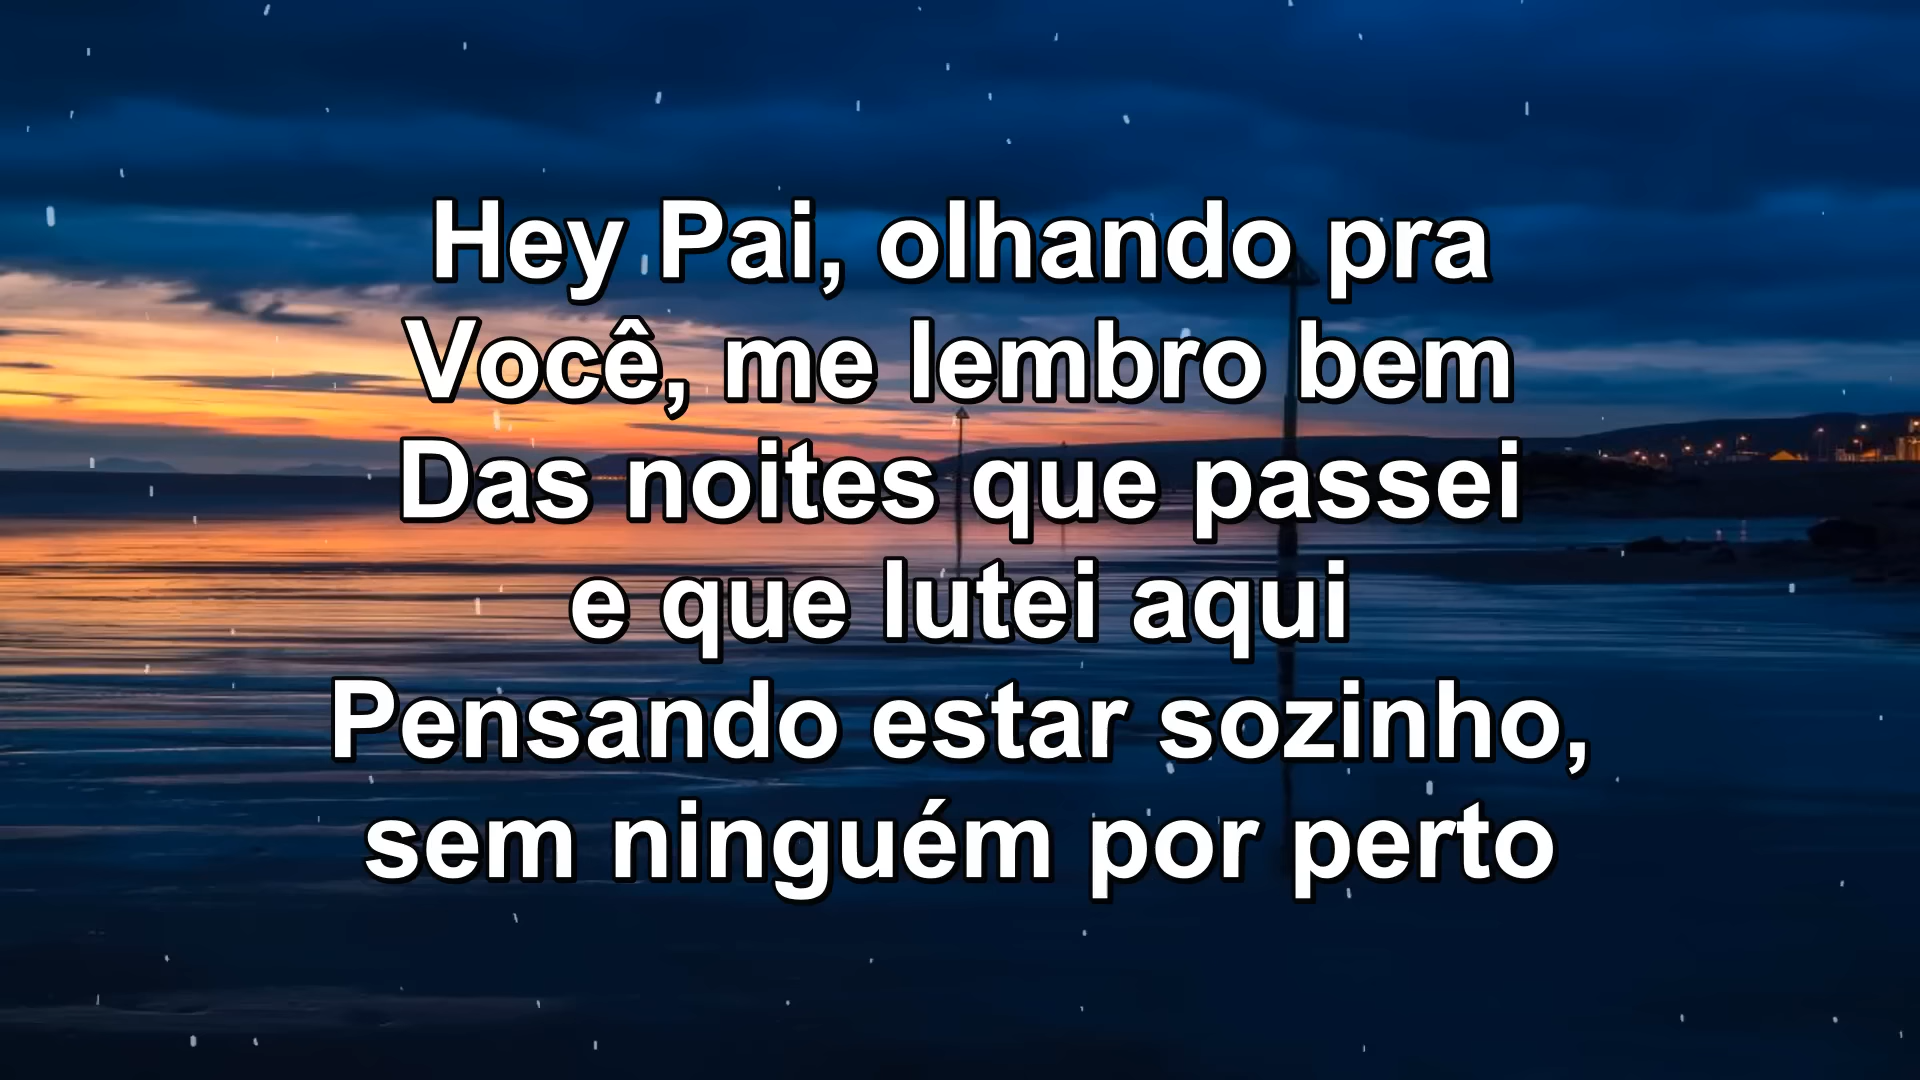 Hey Pai, olhando pra
Você, me lembro bem
Das noites que passei
e que lutei aqui
Pensando estar sozinho,
sem ninguém por perto